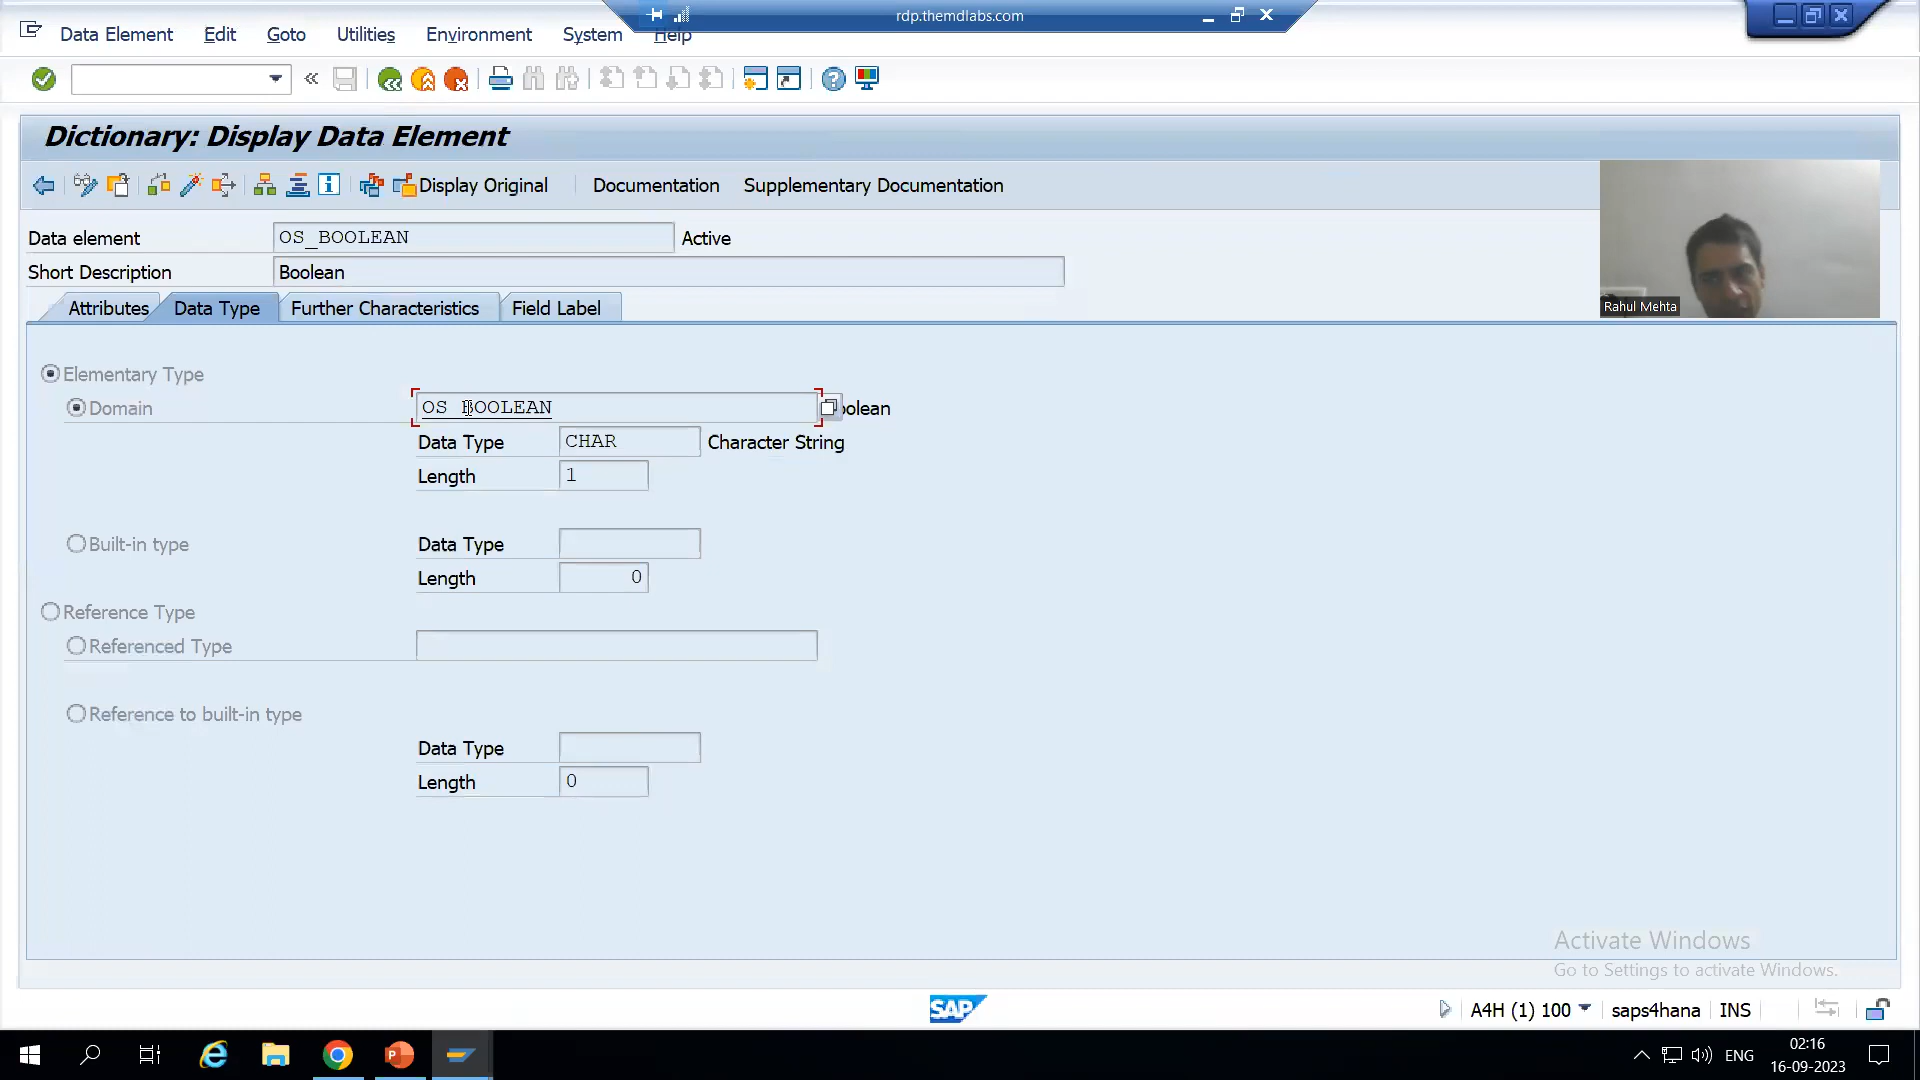 rdp.themdlabs.com
Data Element Edit Goto Utilities Environment System Help
Dictionary: Display Data Element
Display Original Documentation Supplementary Documentation
Data element OS_BOOLEAN Active
Short Description Boolean
Attributes Data Type Further Characteristics Field Label
Rahul Mehta
Elementary Type
Domain OS_BOOLEAN oolean
Data Type CHAR Character String
Length 1
Built-in type Data Type
Length 0
Reference Type
Referenced Type
Reference to built-in type
Data Type
Length 0
Activate Windows
Go to Settings to activate Windows.
SAP A4H (1) 100 saps4hana INS
ENG 02:16
16-09-2023